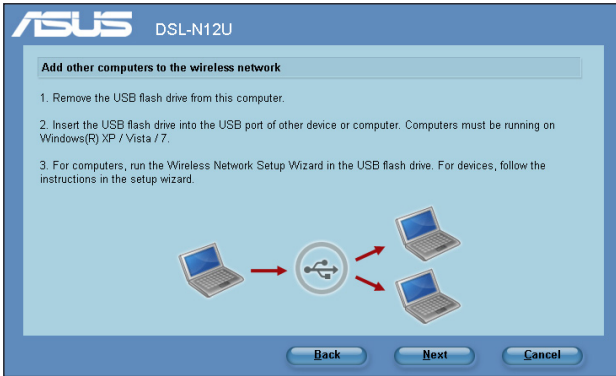 ASUS DSL-N12U
Add other computers to the wireless network
1. Remove the USB flash drive from this computer.
2. Insert the USB flash drive into the USB port of other device or computer. Computers must be running on
Windows(R) XP / Vista / 7.
3. For computers, run the Wireless Network Setup Wizard in the USB flash drive. For devices, follow the
instructions in the setup wizard.
Back Next Cancel